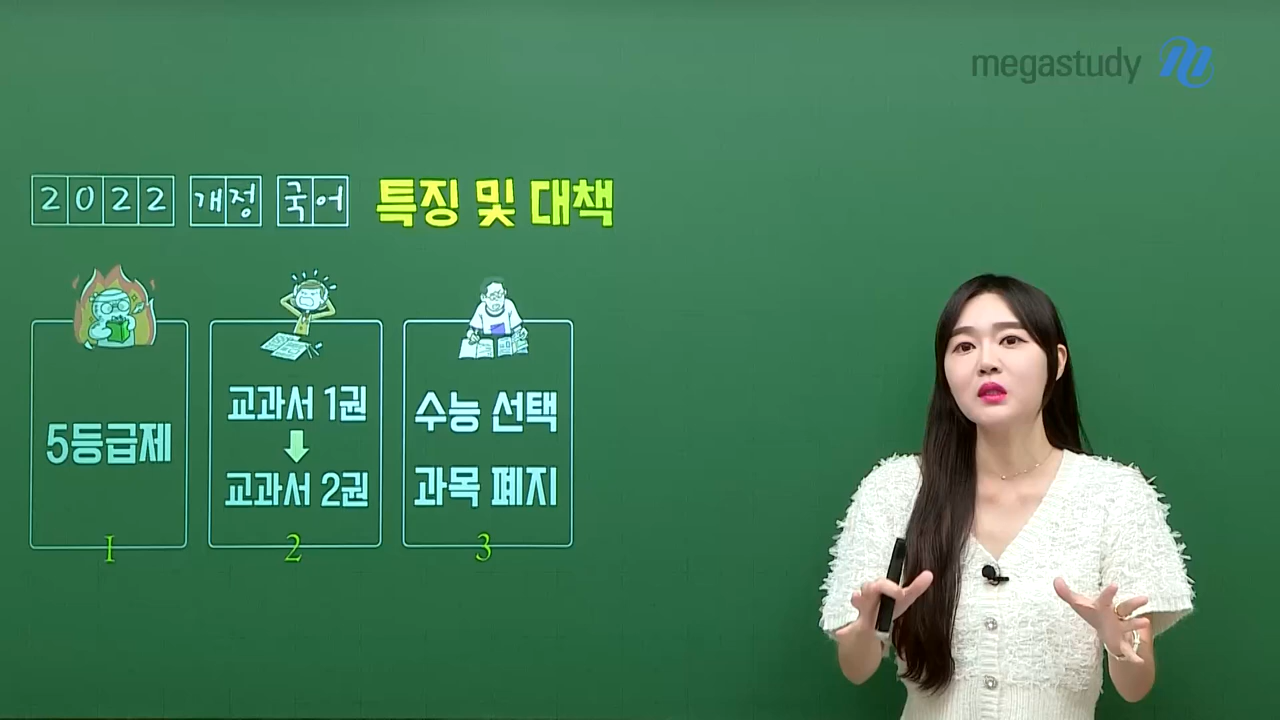 megastudy
2022 개정 국어 특징 및 대책
5등급제
1
교과서 1권
교과서 2권
2
수능 선택
과목 폐지
3